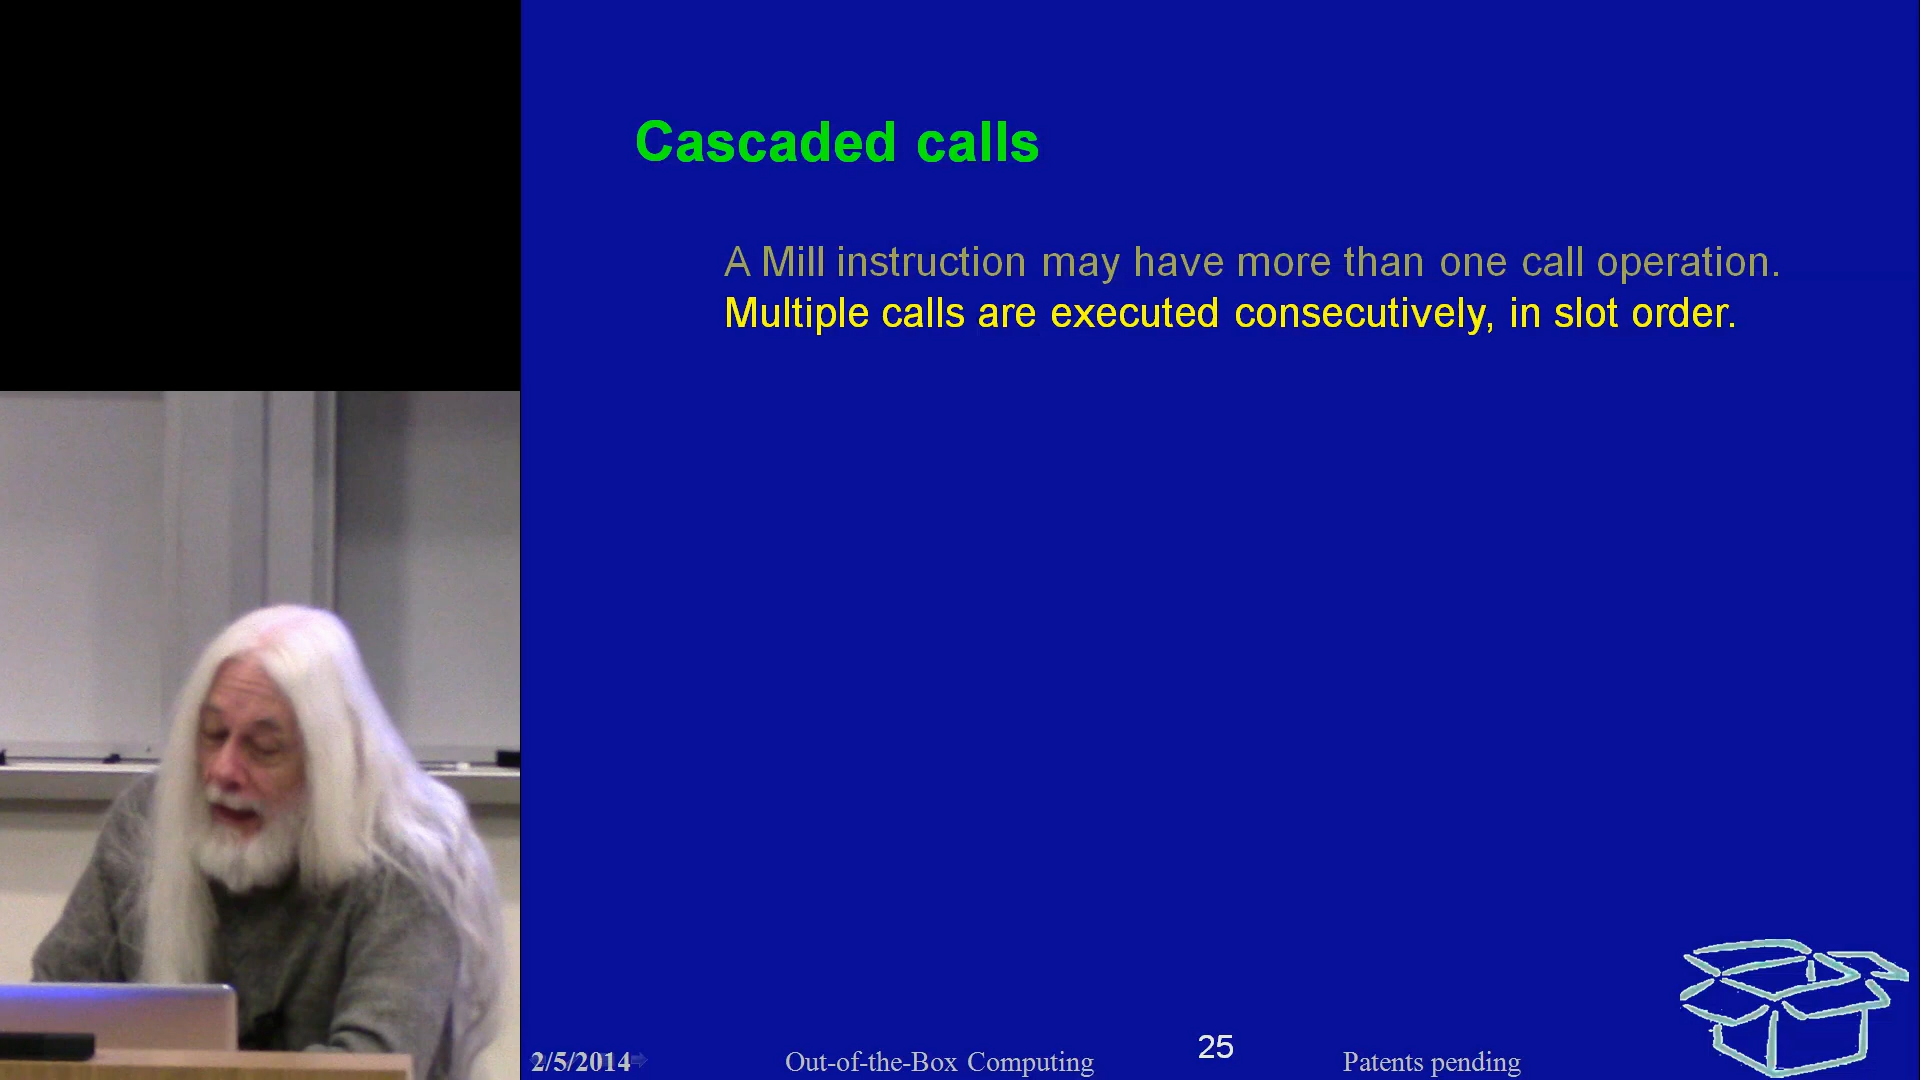 Cascaded calls
A Mill instruction may have more than one call operation.
Multiple calls are executed consecutively, in slot order.
2/5/2014
Out-of-the-Box Computing
25
Patents pending